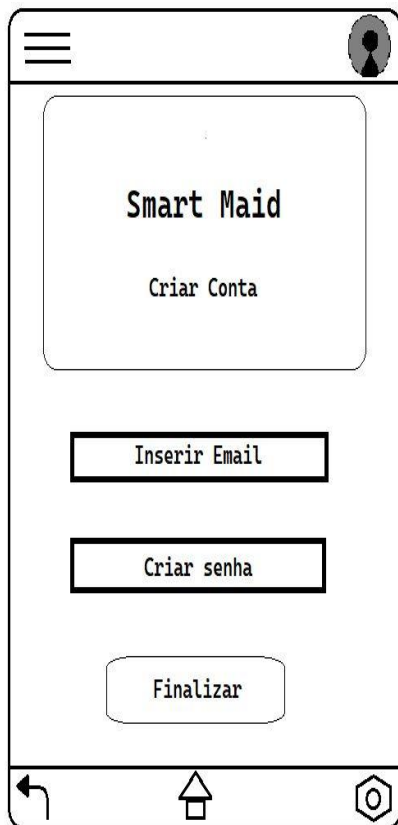 Smart Maid
Criar Conta
Inserir Email
Criar senha
Finalizar